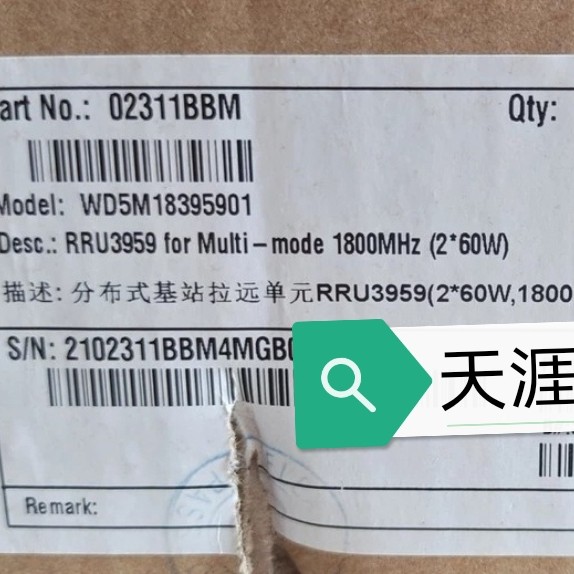 art No.: 02311BBM
Qty:
Model: WD5M18395901
Desc.: RRU3959 for Multi-mode 1800MHz (2*60W)
描述: 分布式基站拉远单元RRU3959(2*60W,1800
S/N: 2102311BBM4MGB0
天涯
Remark: